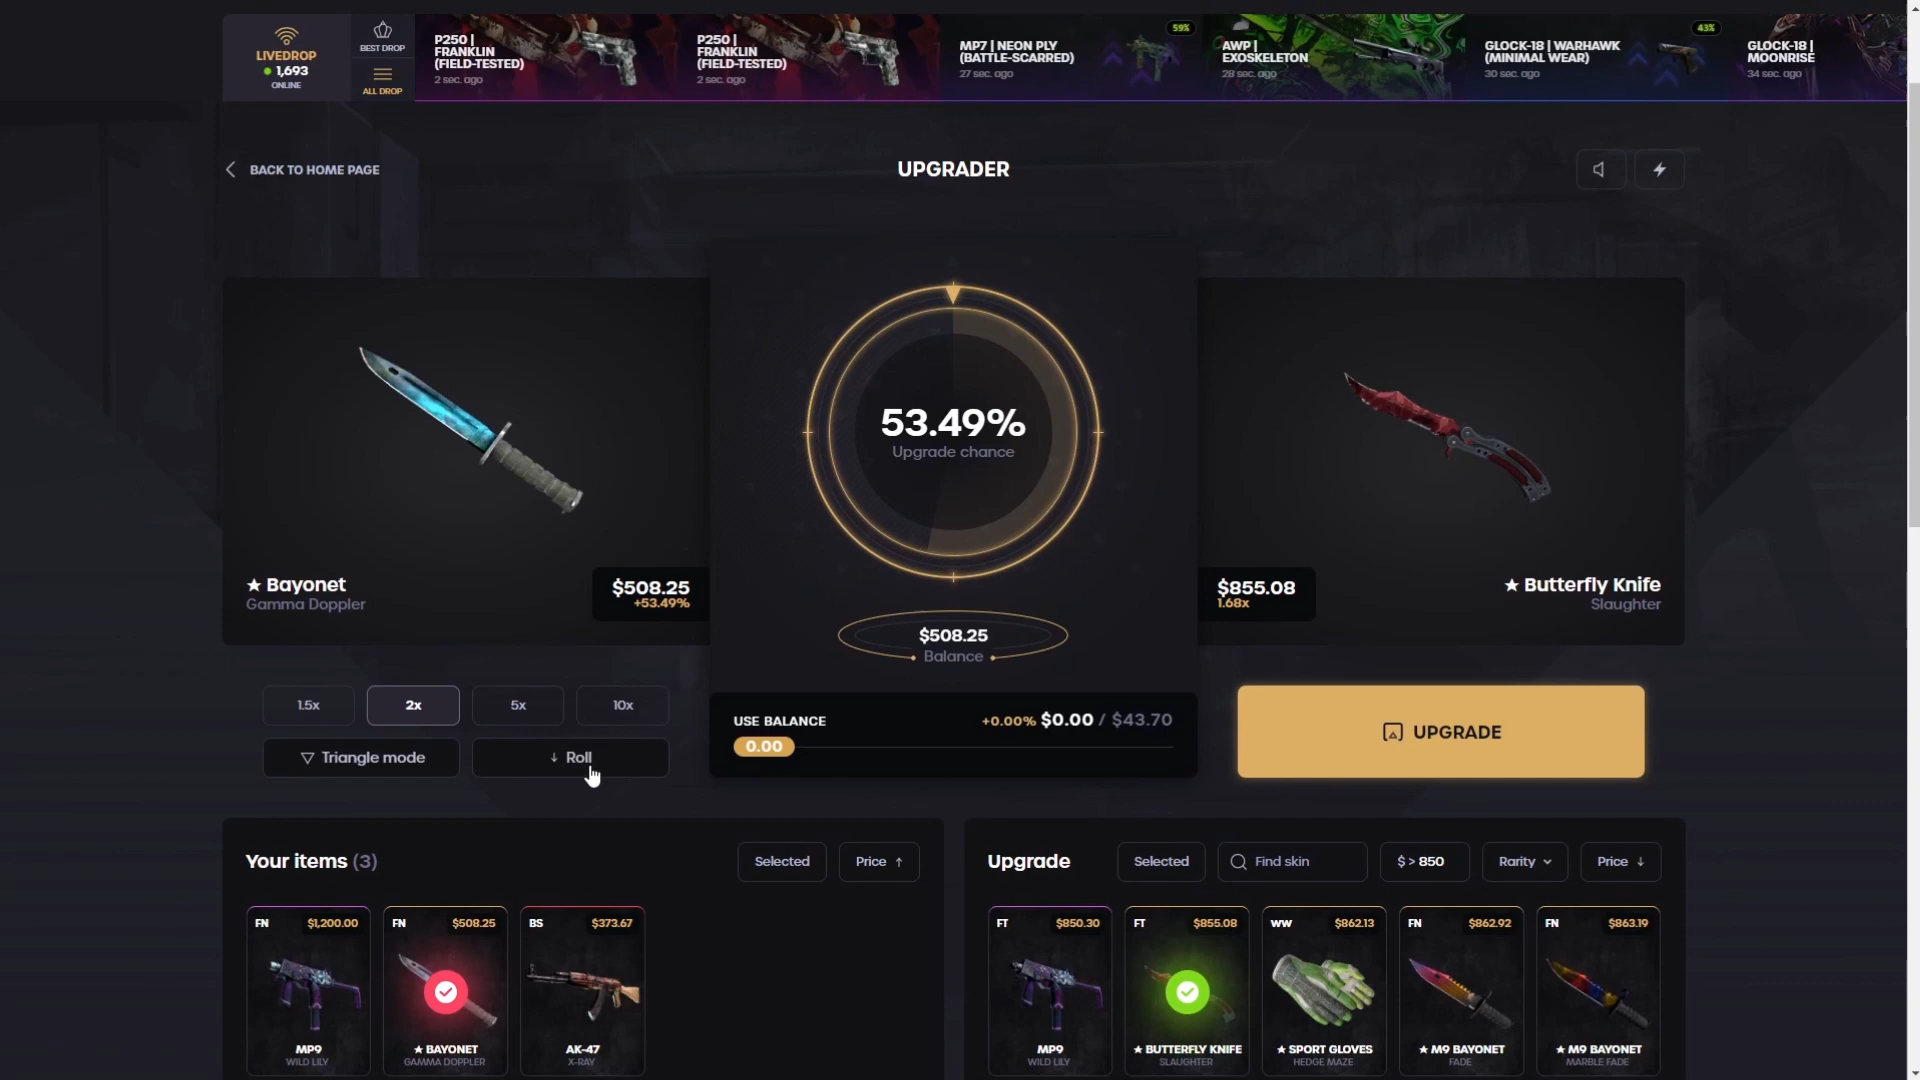 LIVEDROP
1,693
ONLINE
BEST DROP
ALL DROP
P250 |
FRANKLIN
(FIELD-TESTED)
2 sec. ago
P250 |
FRANKLIN
(FIELD-TESTED)
2 sec. ago
MP7 | NEON PLY
(BATTLE-SCARRED)
27 sec. ago
59%
AWP |
EXOSKELETON
28 sec. ago
GLOCK-18 | WARHAWK
(MINIMAL WEAR)
30 sec. ago
43%
GLOCK-18 |
MOONRISE
34 sec. ago
BACK TO HOME PAGE
UPGRADER
53.49%
Upgrade chance
★ Bayonet
Gamma Doppler
$508.25
+53.49%
$508.25
Balance
$855.08
1.68x
★ Butterfly Knife
Slaughter
1.5x
2x
5x
10x
Triangle mode
↓ Roll
USE BALANCE
+0.00% $0.00 / $43.70
0.00
UPGRADE
Your items (3)
Selected
Price ↑
Upgrade
Selected
Find skin
$ > 850
Rarity
Price ↓
FN $1,200.00
MP9
WILD LILY
FN $508.25
★ BAYONET
GAMMA DOPPLER
BS $373.67
AK-47
X-RAY
FT $850.30
MP9
WILD LILY
FT $855.08
★ BUTTERFLY KNIFE
SLAUGHTER
WW $862.13
★ SPORT GLOVES
HEDGE MAZE
FN $862.92
★ M9 BAYONET
FADE
FN $863.19
★ M9 BAYONET
MARBLE FADE